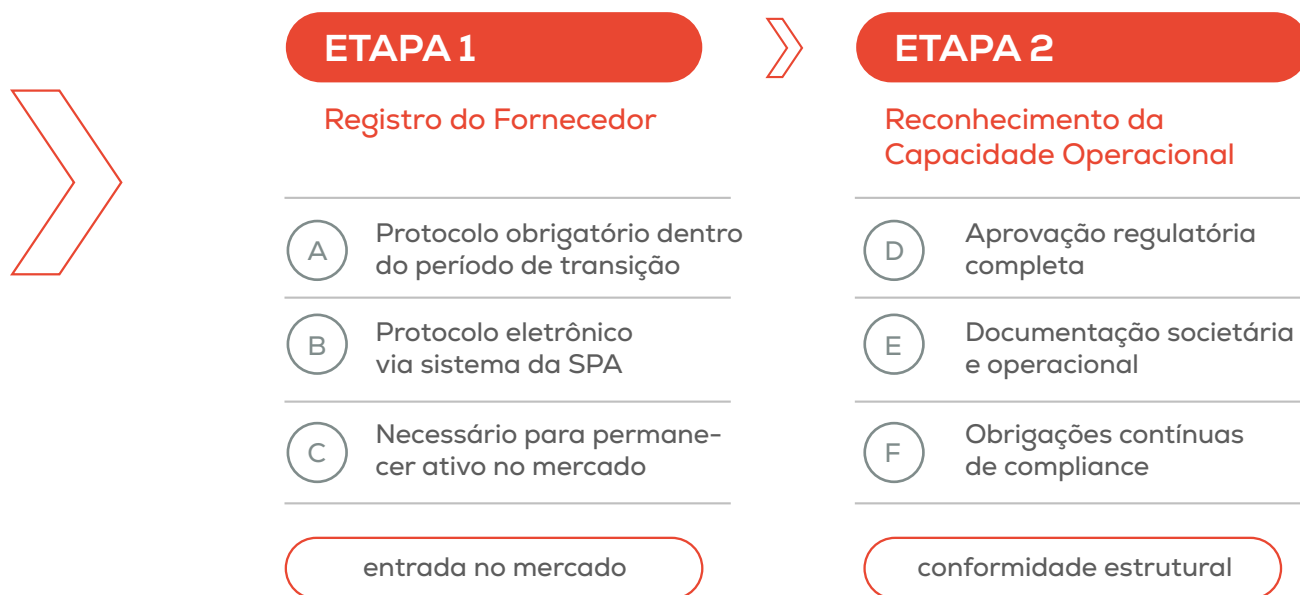 ETAPA 1
Registro do Fornecedor
A
Protocolo obrigatório dentro
do período de transição
B
Protocolo eletrônico
via sistema da SPA
C
Necessário para permane-
cer ativo no mercado
entrada no mercado
ETAPA 2
Reconhecimento da
Capacidade Operacional
D
Aprovação regulatória
completa
E
Documentação societária
e operacional
F
Obrigações contínuas
de compliance
conformidade estrutural